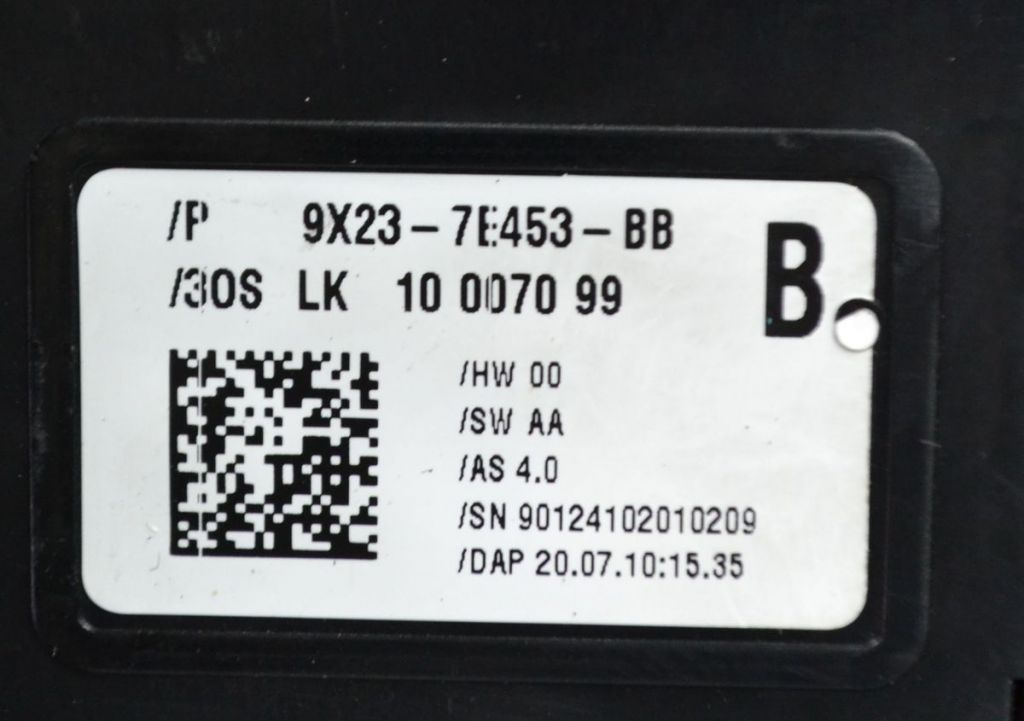 /P 9X23-7E453-BB
B
/BOS LK 10 0070 99
/HW 00
/SW AA
/AS 4.0
/SN 90124102010209
/DAP 20.07.10:15.35